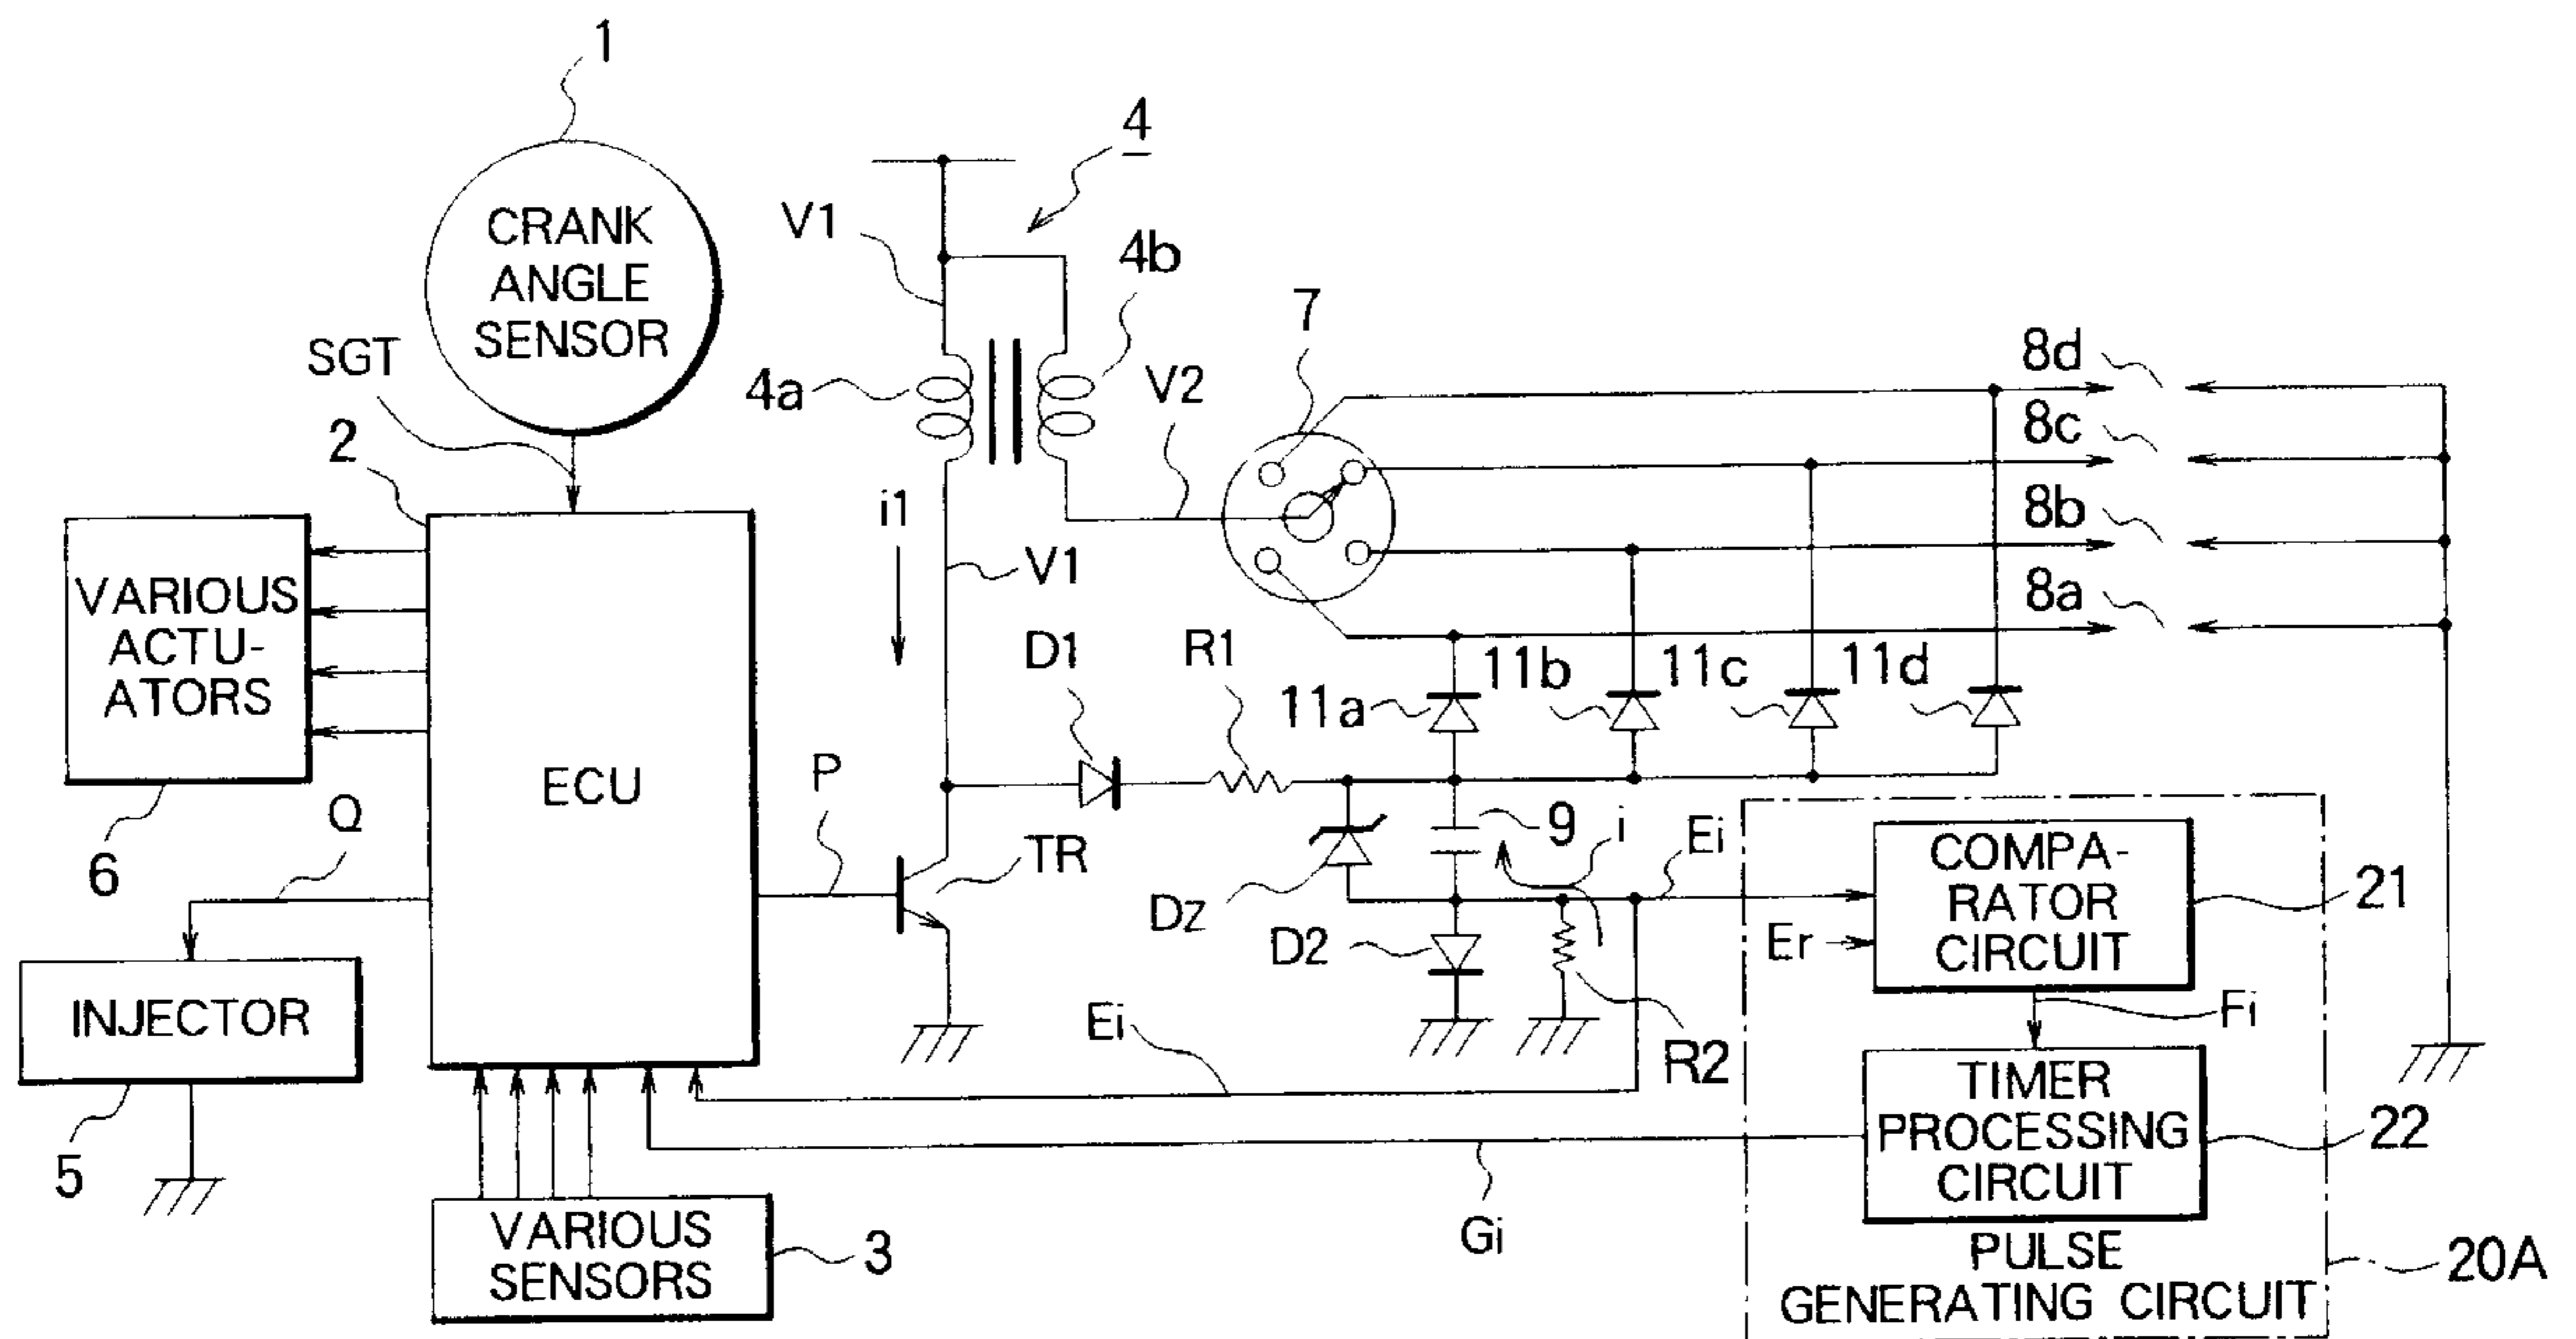 1
CRANK
ANGLE
SENSOR
SGT
2
4
V1
4b
4a
V2
7
8d
8c
8b
8a
i1
V1
VARIOUS
ACTU-
ATORS
6
ECU
Q
P
TR
D1
R1
11a
11b
11c
11d
9
i
Ei
DZ
D2
R2
Er
COMPA-
RATOR
CIRCUIT
21
Fi
TIMER
PROCESSING
CIRCUIT
22
PULSE
GENERATING CIRCUIT
20A
INJECTOR
5
Ei
Gi
VARIOUS
SENSORS
3